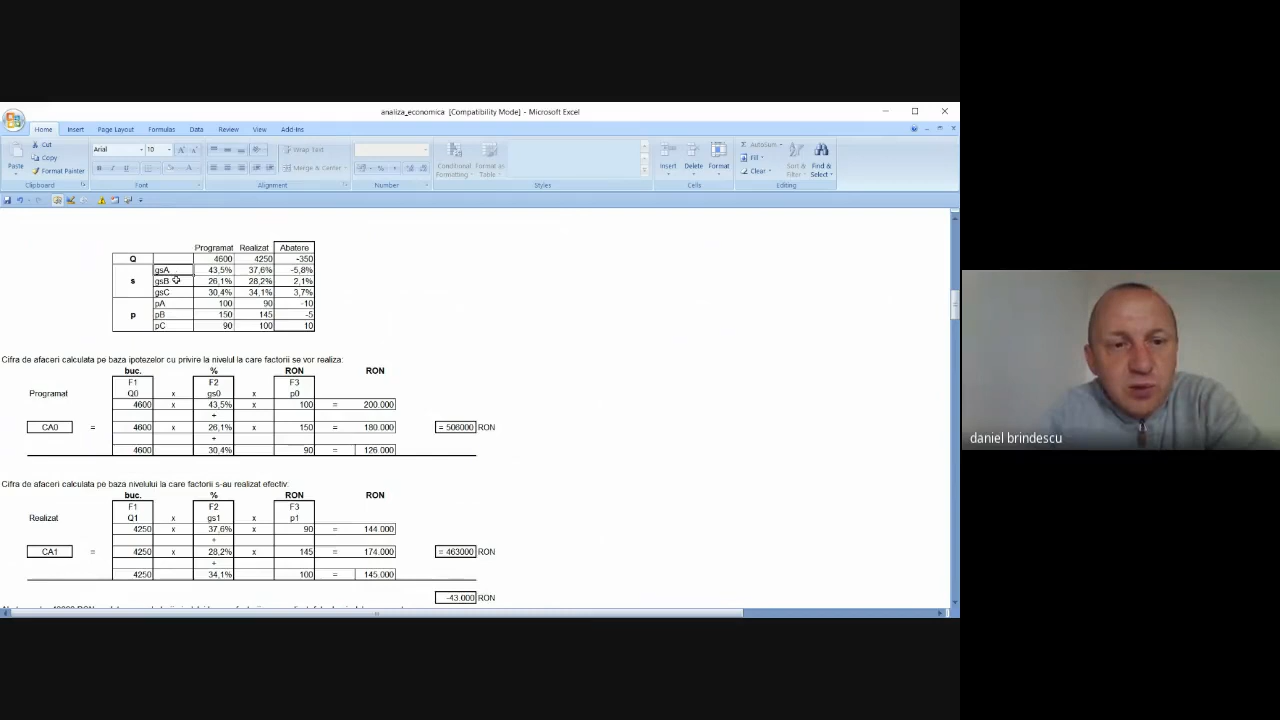 analiza_economica [Compatibility Mode] - Microsoft Excel
Home Insert Page Layout Formulas Data Review View Add-Ins
Paste Cut Copy Format Painter Clipboard
Arial 10 Font
Wrap Text Merge & Center Alignment
Number
Conditional Formatting Format as Table Styles
Insert Delete Format Cells
AutoSum Fill Clear Sort & Filter Find & Select Editing
Programat Realizat Abatere
Q 4600 4250 -350
gsA 43,5% 37,6% -5,8%
s gsB 26,1% 28,2% 2,1%
gsC 30,4% 34,1% 3,7%
pA 100 90 -10
p pB 150 145 -5
pC 90 100 10
Cifra de afaceri calculata pe baza ipotezelor cu privire la nivelul la care factorii se vor realiza:
buc. % RON RON
F1 F2 F3
Programat Q0 x gs0 x p0
4600 x 43,5% x 100 = 200.000
+
CA0 = 4600 x 26,1% x 150 = 180.000 = 506000 RON
+
4600 30,4% 90 = 126.000
Cifra de afaceri calculata pe baza nivelului la care factorii s-au realizat efectiv:
buc. % RON RON
F1 F2 F3
Realizat Q1 x gs1 x p1
4250 x 37,6% x 90 = 144.000
+
CA1 = 4250 x 28,2% x 145 = 174.000 = 463000 RON
+
4250 34,1% 100 = 145.000
-43.000 RON
daniel brindescu